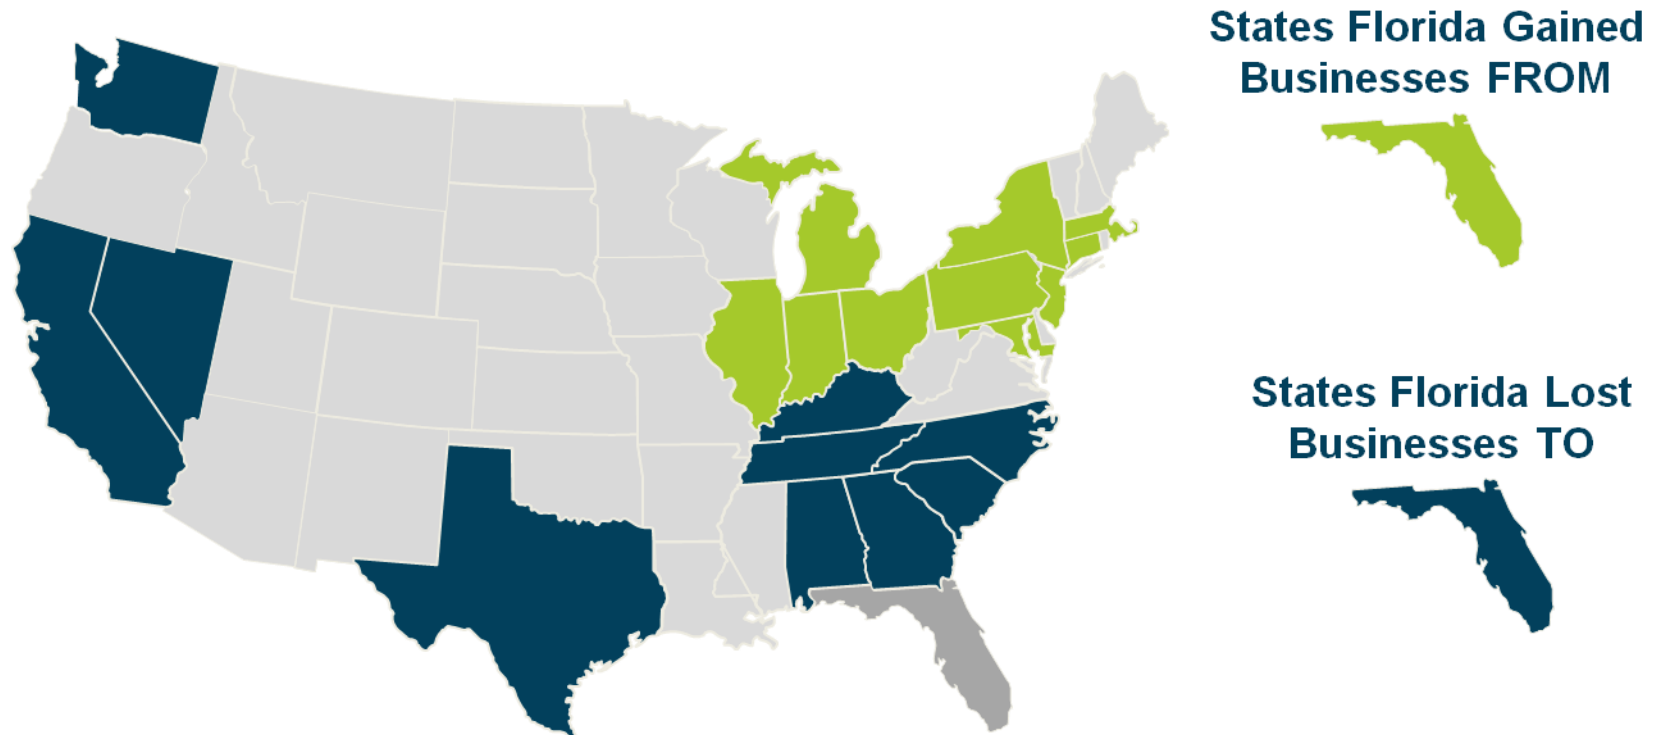 States Florida Gained
Businesses FROM
States Florida Lost
Businesses TO